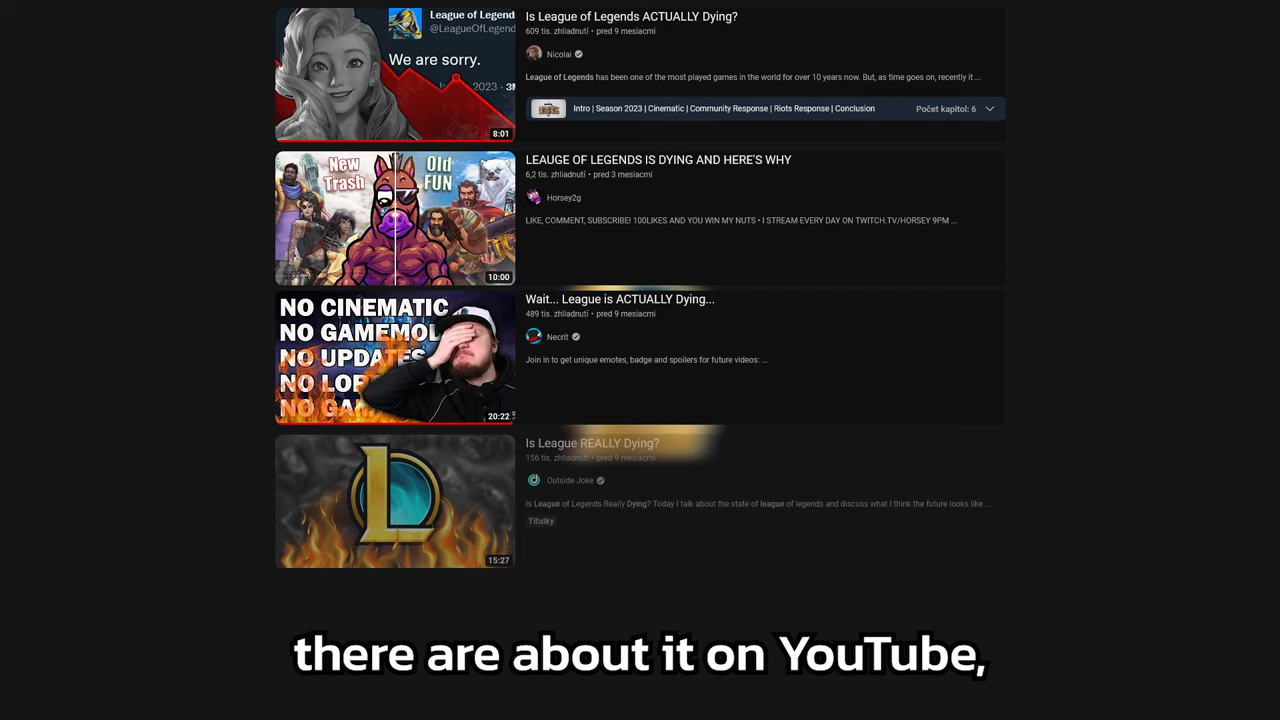 League of Legends
@LeagueOfLegend
We are sorry.
2023 · 3M
8:01
Is League of Legends ACTUALLY Dying?
609 tis. zhliadnutí • pred 9 mesiacmi
Nicolai
League of Legends has been one of the most played games in the world for over 10 years now. But, as time goes on, recently it ...
Intro | Season 2023 | Cinematic | Community Response | Riots Response | Conclusion
Počet kapitol: 6
New Trash
Old FUN
10:00
LEAUGE OF LEGENDS IS DYING AND HERE'S WHY
6,2 tis. zhliadnutí • pred 3 mesiacmi
Horsey2g
LIKE, COMMENT, SUBSCRIBE! 100LIKES AND YOU WIN MY NUTS • I STREAM EVERY DAY ON TWITCH.TV/HORSEY 9PM ...
NO CINEMATIC
NO GAMEMO
NO UPDATES
NO LOR
NO GA
20:22
Wait... League is ACTUALLY Dying...
489 tis. zhliadnutí • pred 9 mesiacmi
Necrit
Join in to get unique emotes, badge and spoilers for future videos: ...
15:27
Is League REALLY Dying?
156 tis. zhliadnutí • pred 9 mesiacmi
Outside Joke
Is League of Legends Really Dying? Today I talk about the state of league of legends and discuss what I think the future looks like ...
Titulky
there are about it on YouTube,